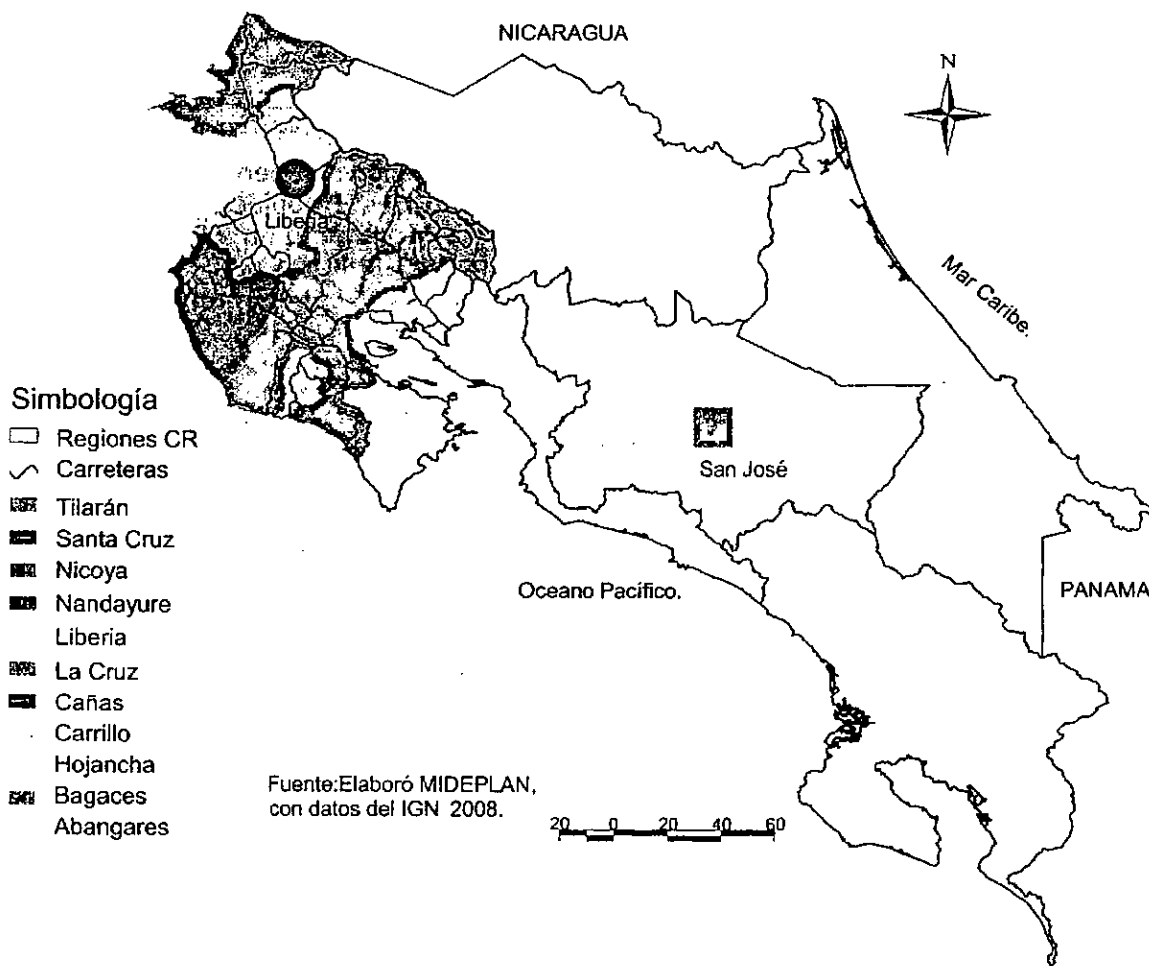 NICARAGUA
N
Liberia
Mar Caribe.
San José
Oceano Pacífico.
PANAMA
Simbología
Regiones CR
Carreteras
Tilarán
Santa Cruz
Nicoya
Nandayure
Liberia
La Cruz
Cañas
Carrillo
Hojancha
Bagaces
Abangares
Fuente:Elaboró MIDEPLAN,
con datos del IGN 2008.
20 0 20 40 60